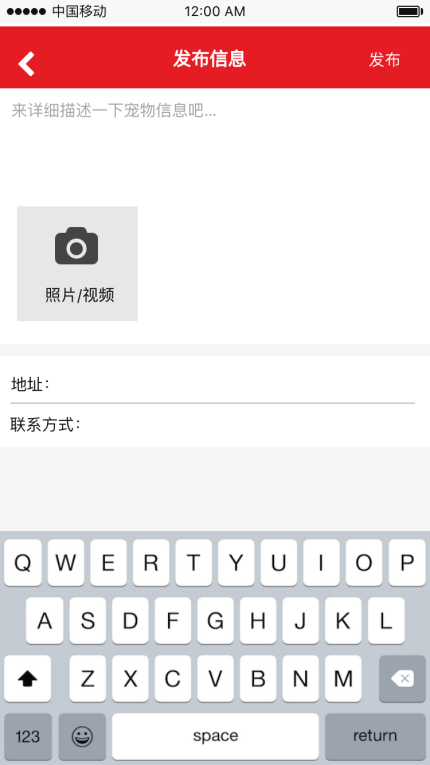 中国移动 12:00 AM
发布信息 发布
来详细描述一下宠物信息吧...
照片/视频
地址：
联系方式：
Q W E R T Y U I O P
A S D F G H J K L
Z X C V B N M
123 space return